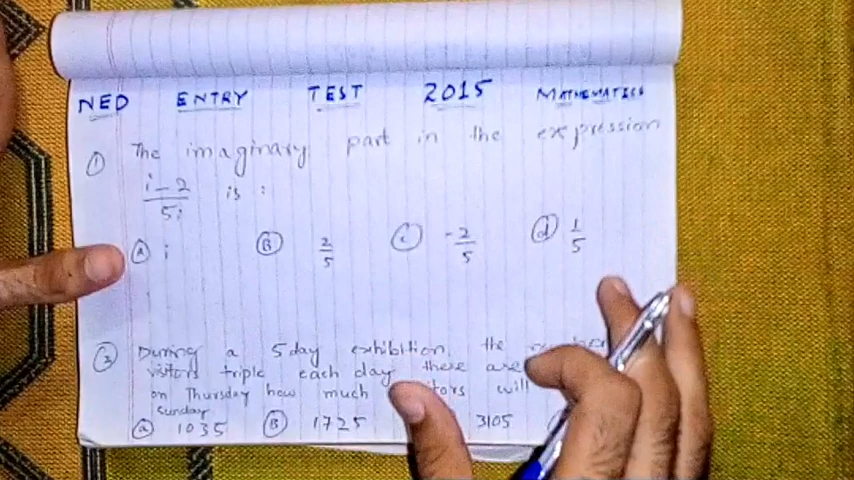 NED ENTRY TEST 2015 MATHEMATICS
① The imaginary part in the expression
i-2/5i is :
Ⓐ i Ⓑ 2/5 Ⓒ -2/5 ⓓ 1/5
② During a 5 day exhibition, the
visitors triple each day there are
on Thursday how much will
sunday
ⓐ 1035 Ⓑ 1725 3105